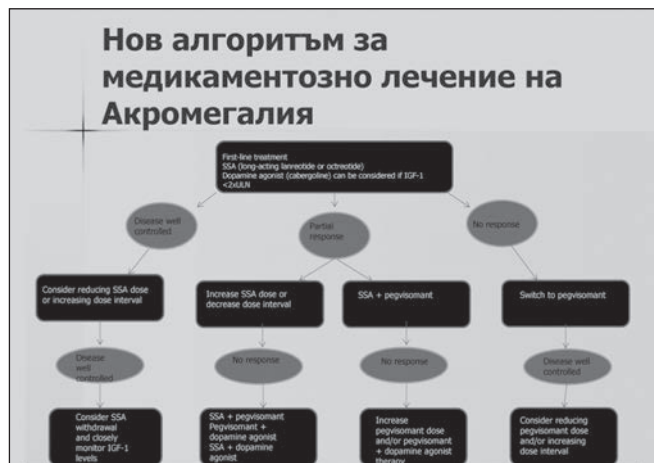 Нов алгоритъм за
медикаментозно лечение на
Акромегалия
First-line treatment
SSA (long-acting lanreotide or octreotide)
Dopamine agonist (cabergoline) can be considered if IGF-1
<2xULN
Disease well
controlled
Partial
response
No response
Consider reducing SSA dose
or increasing dose interval
Increase SSA dose or
decrease dose interval
SSA + pegvisomant
Switch to pegvisomant
Disease
well
controlled
No response
No response
Disease well
controlled
Consider SSA
withdrawal
and closely
monitor IGF-1
levels
SSA + pegvisomant
Pegvisomant +
dopamine agonist
SSA + dopamine
agonist
Increase
pegvisomant dose
and/or pegvisomant
+ dopamine agonist
therapy
Consider reducing
pegvisomant dose
and/or increasing
dose interval